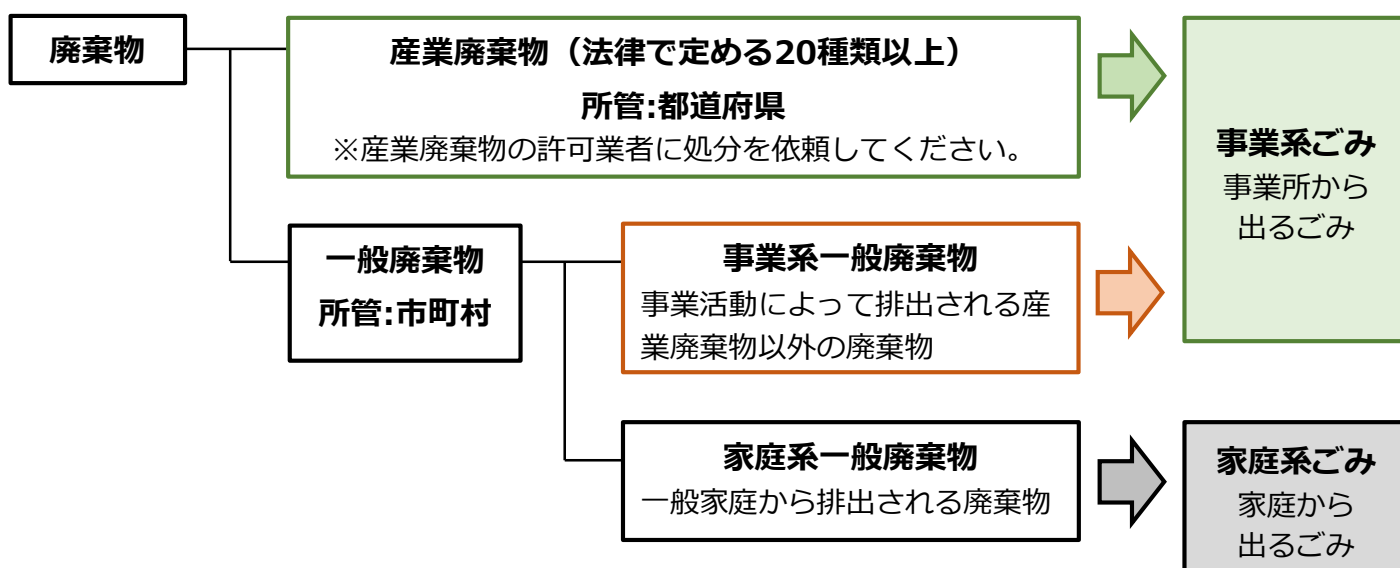 廃棄物
産業廃棄物（法律で定める20種類以上）
所管:都道府県
※産業廃棄物の許可業者に処分を依頼してください。
事業系ごみ
事業所から
出るごみ
一般廃棄物
所管:市町村
事業系一般廃棄物
事業活動によって排出される産
業廃棄物以外の廃棄物
家庭系一般廃棄物
一般家庭から排出される廃棄物
家庭系ごみ
家庭から
出るごみ